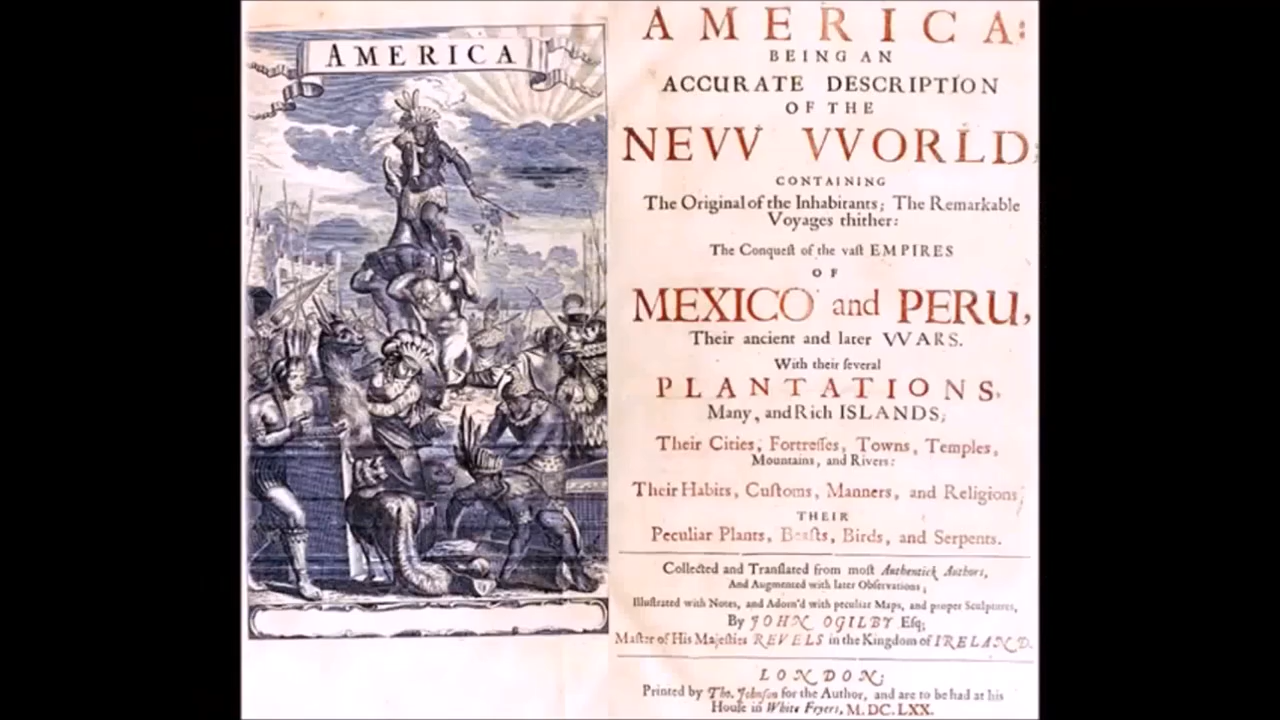 AMERICA
AMERICA:
BEING AN
ACCURATE DESCRIPTION
OF THE
NEVV VVORLD;
CONTAINING
The Original of the Inhabitants; The Remarkable
Voyages thither:
The Conqueſt of the vaſt EMPIRES
OF
MEXICO and PERU,
Their ancient and later VVARS.
With their ſeveral
PLANTATIONS,
Many, and Rich ISLANDS;
Their Cities, Fortreſſes, Towns, Temples,
Mountains, and Rivers:
Their Habits, Cuſtoms, Manners, and Religions;
THEIR
Peculiar Plants, Beaſts, Birds, and Serpents.
Collected and Tranſlated from moſt Authentick Authors,
And Augmented with later Obſervations;
Illuſtrated with Notes, and Adorn'd with peculiar Maps, and proper Sculptures,
By JOHN OGILBY Eſq;
Maſter of His Majeſties REVELS in the Kingdom of IRELAND.
LONDON;
Printed by Tho. Johnſon for the Author, and are to be had at his
Houſe in White Fryers, M.DC.LXX.